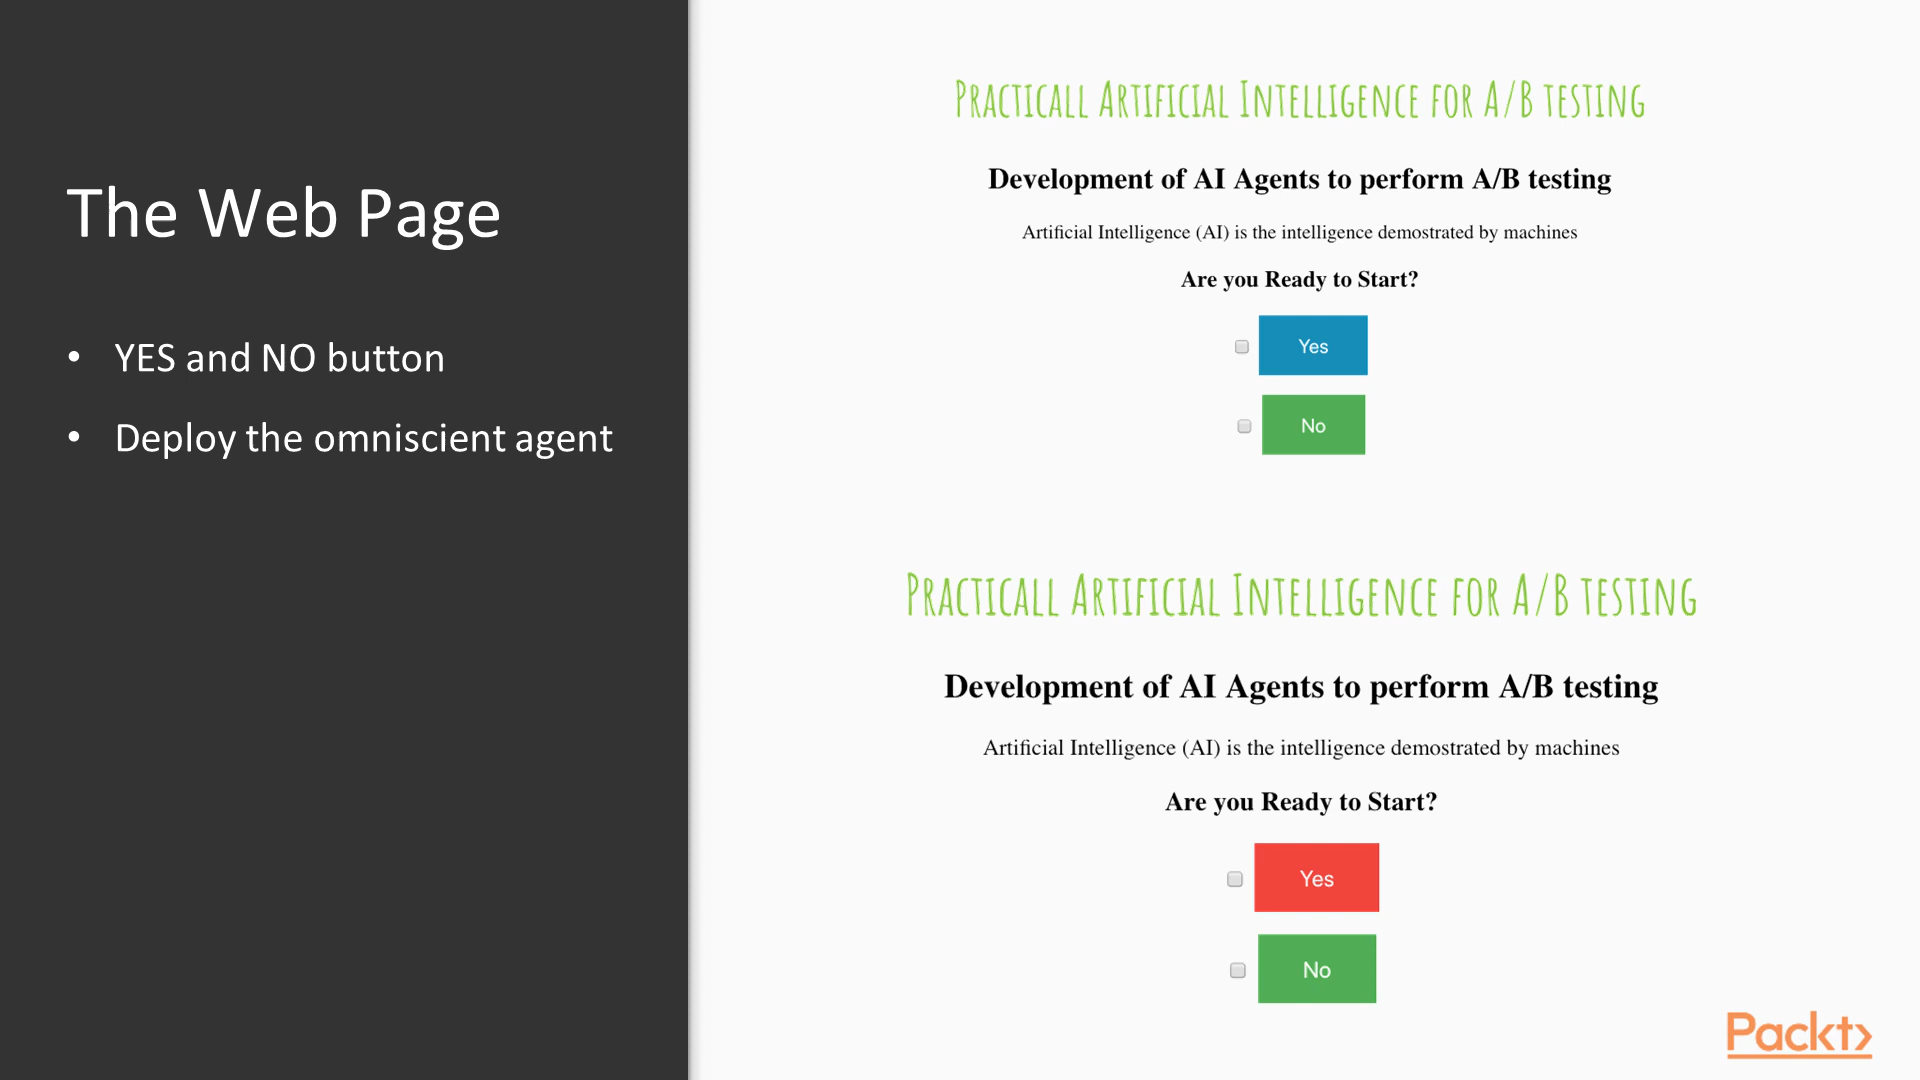 The Web Page
• YES and NO button
• Deploy the omniscient agent
Practicall Artificial Intelligence for A/B testing
Development of AI Agents to perform A/B testing
Artificial Intelligence (AI) is the intelligence demostrated by machines
Are you Ready to Start?
Yes
No
Practicall Artificial Intelligence for A/B testing
Development of AI Agents to perform A/B testing
Artificial Intelligence (AI) is the intelligence demostrated by machines
Are you Ready to Start?
Yes
No
Packt>